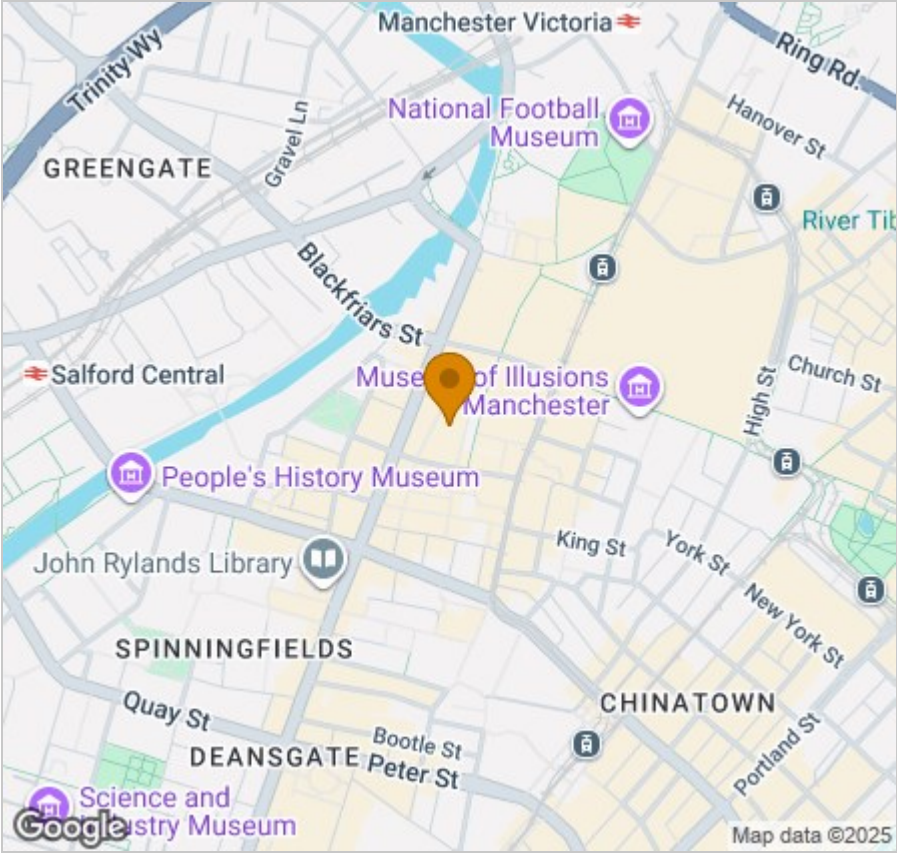 Manchester Victoria
Trinity Wy
Ring Rd.
National Football
Museum
Hanover St
Gravel Ln
GREENGATE
River Tib
Blackfriars St
Salford Central
Museum of Illusions
Manchester
Church St
High St
People's History Museum
King St
York St
John Rylands Library
New York St
SPINNINGFIELDS
CHINATOWN
Quay St
Bootle St
Portland St
DEANSGATE
Peter St
Science and
Industry Museum
Google
Map data ©2025